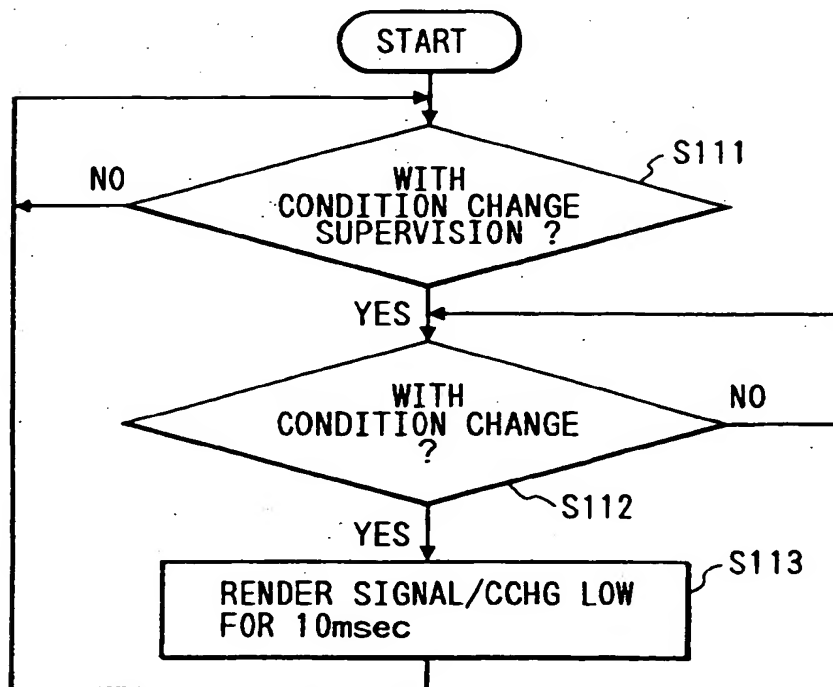 START
S111
NO
WITH
CONDITION CHANGE
SUPERVISION ?
YES
WITH
CONDITION CHANGE
?
NO
S112
YES
S113
RENDER SIGNAL/CCHG LOW
FOR 10msec